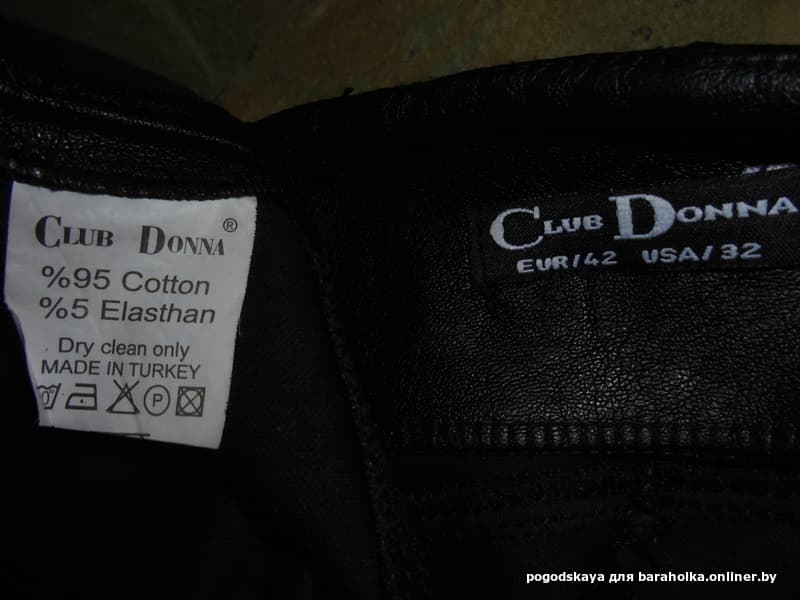 CLUB DONNA®
%95 Cotton
%5 Elasthan
Dry clean only
MADE IN TURKEY
P
CLUB DONNA
EUR/42 USA/32
pogodskaya для baraholka.onliner.by